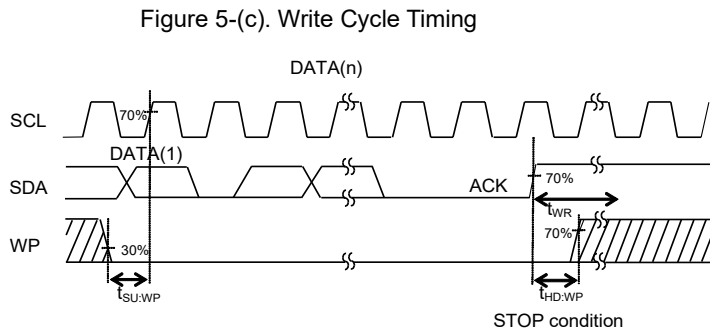 Figure 5-(c). Write Cycle Timing
DATA(n)
SCL
70%
DATA(1)
SDA
ACK
70%
tWR
WP
30%
70%
tSU:WP
tHD:WP
STOP condition